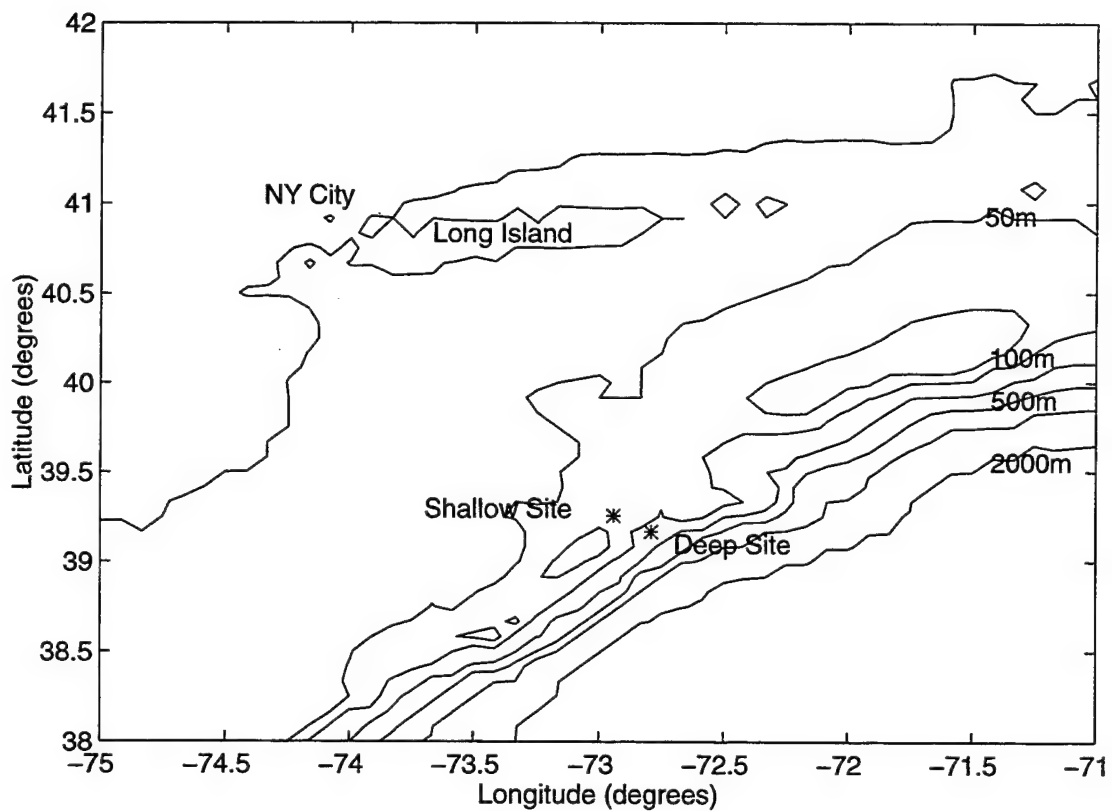 42
41.5
41
40.5
40
39.5
39
38.5
38
Latitude (degrees)
NY City
Long Island
50m
100m
500m
2000m
Shallow Site
Deep Site
−75
−74.5
−74
−73.5
−73
−72.5
−72
−71.5
−71
Longitude (degrees)